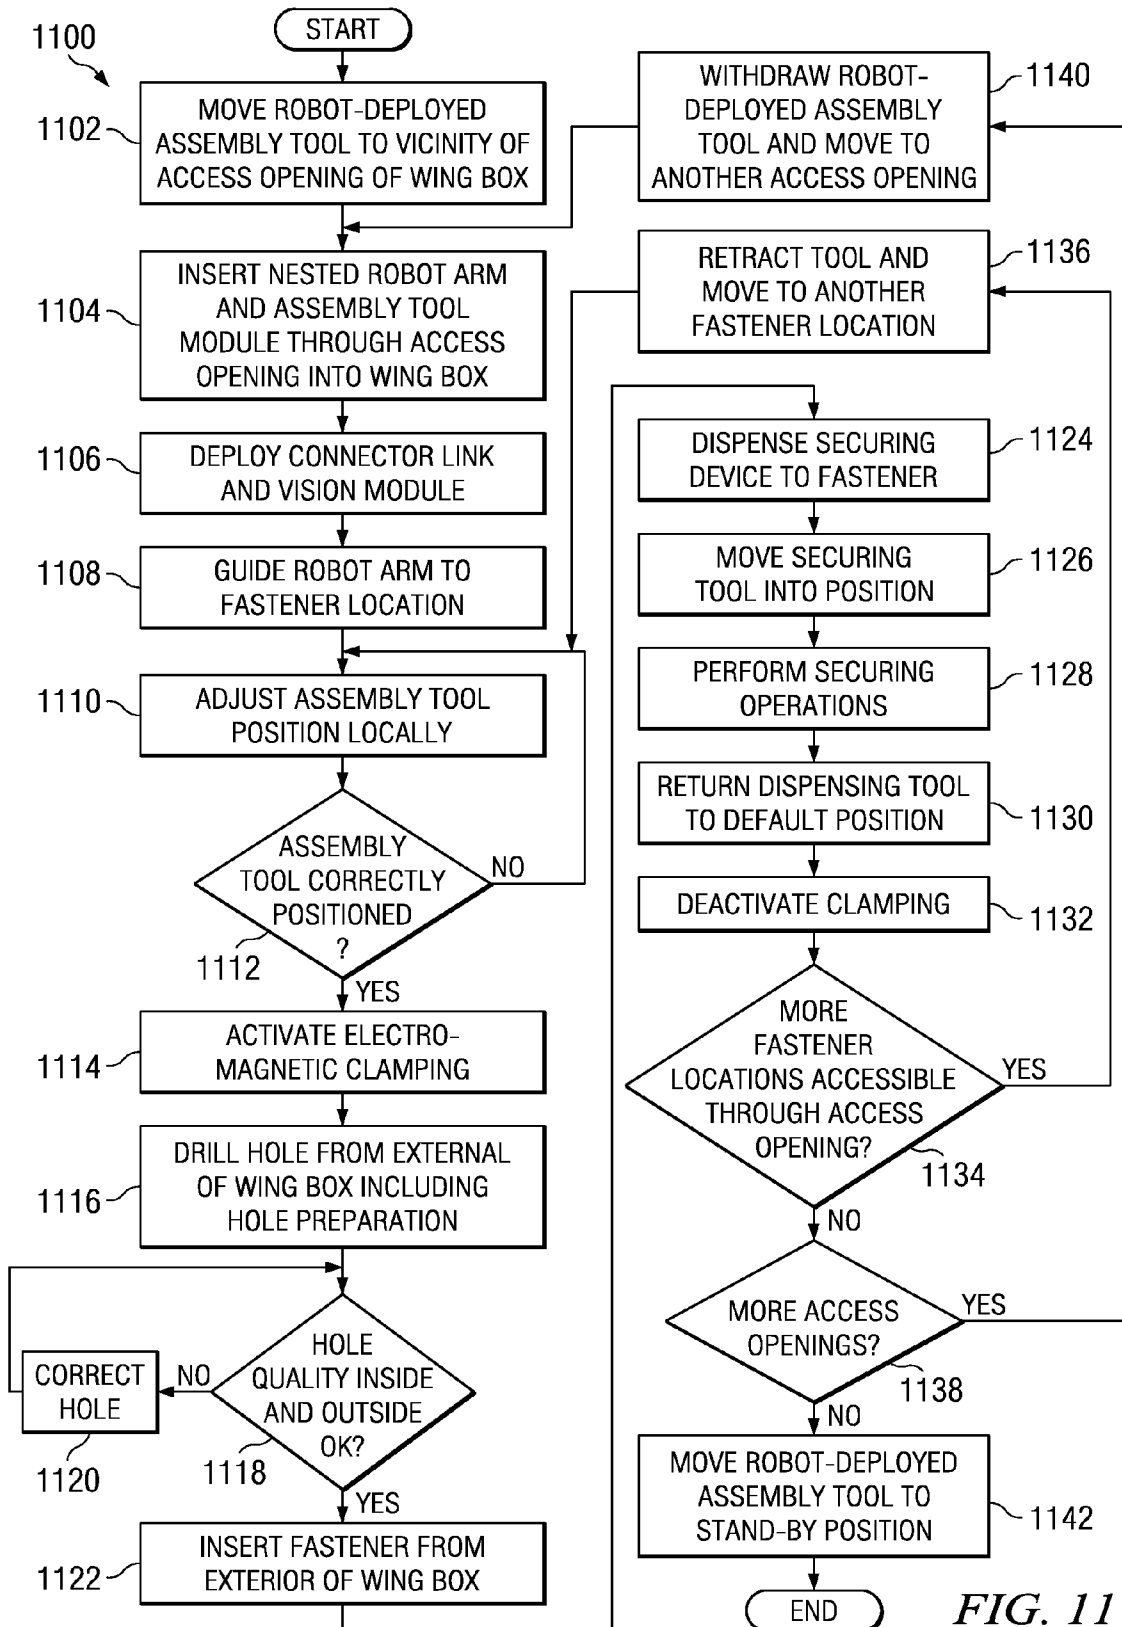 START
1100
1102
MOVE ROBOT-DEPLOYED
ASSEMBLY TOOL TO VICINITY OF
ACCESS OPENING OF WING BOX
1104
INSERT NESTED ROBOT ARM
AND ASSEMBLY TOOL
MODULE THROUGH ACCESS
OPENING INTO WING BOX
1106
DEPLOY CONNECTOR LINK
AND VISION MODULE
1108
GUIDE ROBOT ARM TO
FASTENER LOCATION
1110
ADJUST ASSEMBLY TOOL
POSITION LOCALLY
ASSEMBLY
TOOL CORRECTLY
POSITIONED
?
NO
1112
YES
1114
ACTIVATE ELECTRO-
MAGNETIC CLAMPING
1116
DRILL HOLE FROM EXTERNAL
OF WING BOX INCLUDING
HOLE PREPARATION
HOLE
QUALITY INSIDE
AND OUTSIDE
OK?
1118
NO
CORRECT
HOLE
1120
YES
1122
INSERT FASTENER FROM
EXTERIOR OF WING BOX
WITHDRAW ROBOT-
DEPLOYED ASSEMBLY
TOOL AND MOVE TO
ANOTHER ACCESS OPENING
1140
RETRACT TOOL AND
MOVE TO ANOTHER
FASTENER LOCATION
1136
DISPENSE SECURING
DEVICE TO FASTENER
1124
MOVE SECURING
TOOL INTO POSITION
1126
PERFORM SECURING
OPERATIONS
1128
RETURN DISPENSING TOOL
TO DEFAULT POSITION
1130
DEACTIVATE CLAMPING
1132
MORE
FASTENER
LOCATIONS ACCESSIBLE
THROUGH ACCESS
OPENING?
YES
1134
NO
MORE ACCESS
OPENINGS?
YES
1138
NO
MOVE ROBOT-DEPLOYED
ASSEMBLY TOOL TO
STAND-BY POSITION
1142
END
FIG. 11